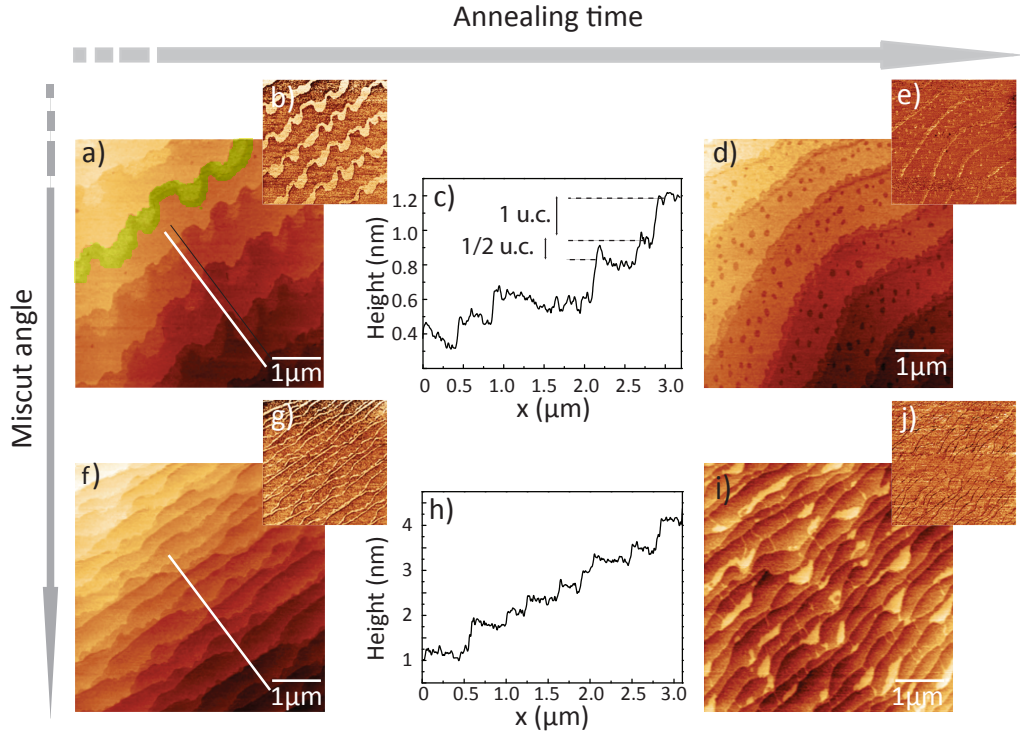 Annealing time
Miscut angle
a)
b)
1μm
c)
1 u.c.
1/2 u.c.
1.2
1.0
0.8
0.6
0.4
Height (nm)
0 0.5 1.0 1.5 2.0 2.5 3.0
x (μm)
d)
e)
1μm
f)
g)
1μm
h)
4
3
2
1
Height (nm)
0 0.5 1.0 1.5 2.0 2.5 3.0
x (μm)
i)
j)
1μm